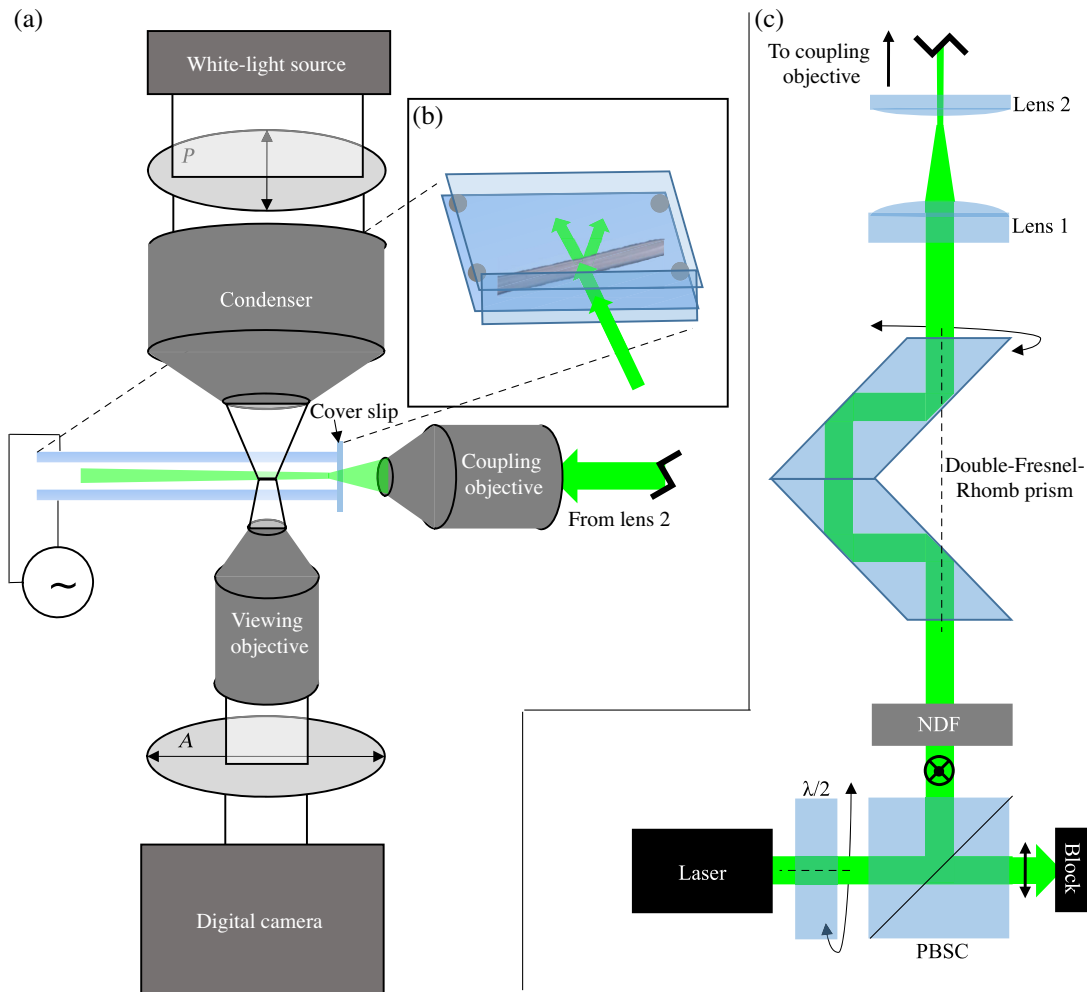 (a)
White-light source
P
Condenser
(b)
Cover slip
Coupling
objective
From lens 2
~
Viewing
objective
A
Digital camera
(c)
To coupling
objective
Lens 2
Lens 1
Double-Fresnel-
Rhomb prism
NDF
λ/2
Laser
Block
PBSC